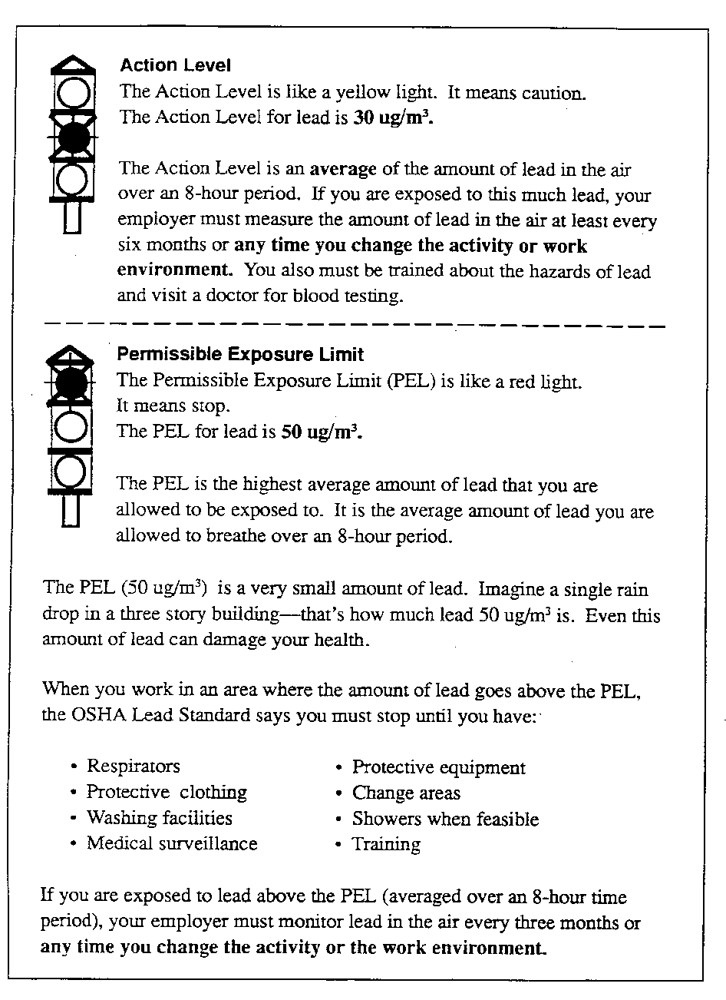 Action Level
The Action Level is like a yellow light. It means caution.
The Action Level for lead is 30 ug/m³.
The Action Level is an average of the amount of lead in the air
over an 8-hour period. If you are exposed to this much lead, your
employer must measure the amount of lead in the air at least every
six months or any time you change the activity or work
environment. You also must be trained about the hazards of lead
and visit a doctor for blood testing.
Permissible Exposure Limit
The Permissible Exposure Limit (PEL) is like a red light.
It means stop.
The PEL for lead is 50 ug/m³.
The PEL is the highest average amount of lead that you are
allowed to be exposed to. It is the average amount of lead you are
allowed to breathe over an 8-hour period.
The PEL (50 ug/m³) is a very small amount of lead. Imagine a single rain
drop in a three story building—that's how much lead 50 ug/m³ is. Even this
amount of lead can damage your health.
When you work in an area where the amount of lead goes above the PEL,
the OSHA Lead Standard says you must stop until you have:
• Respirators
• Protective clothing
• Washing facilities
• Medical surveillance
• Protective equipment
• Change areas
• Showers when feasible
• Training
If you are exposed to lead above the PEL (averaged over an 8-hour time
period), your employer must monitor lead in the air every three months or
any time you change the activity or the work environment.